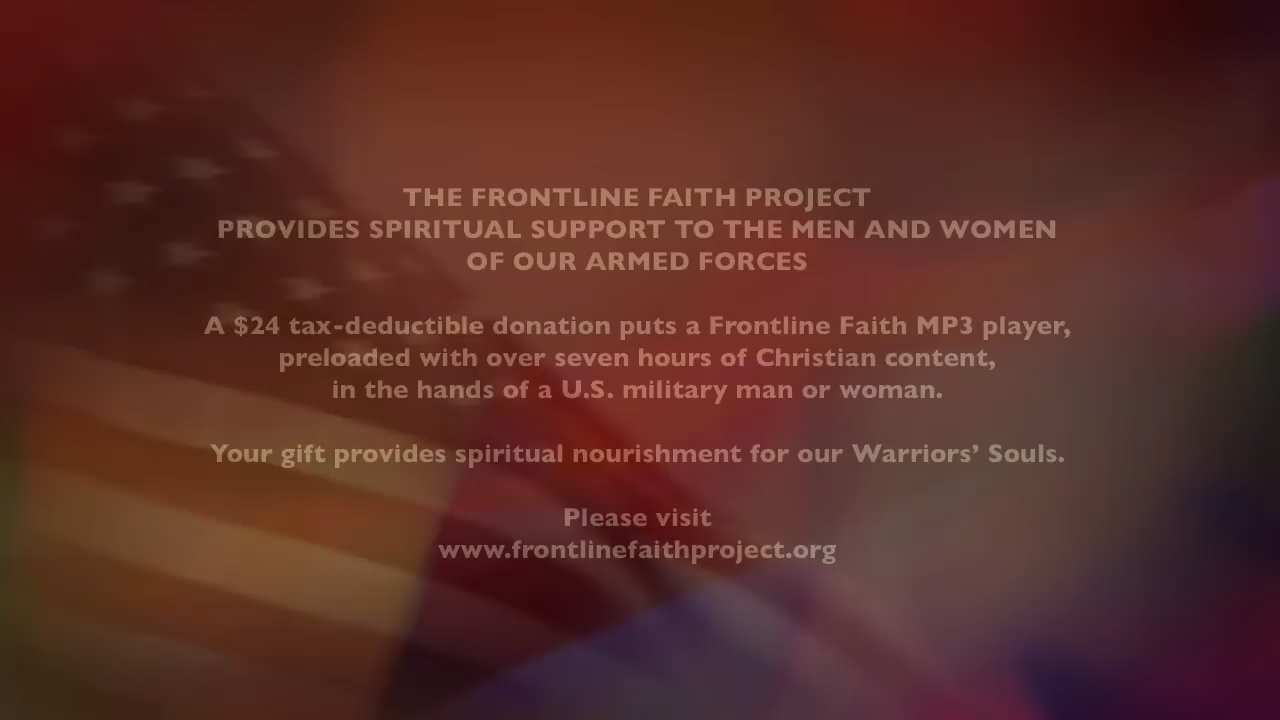 THE FRONTLINE FAITH PROJECT
PROVIDES SPIRITUAL SUPPORT TO THE MEN AND WOMEN
OF OUR ARMED FORCES
A $24 tax-deductible donation puts a Frontline Faith MP3 player,
preloaded with over seven hours of Christian content,
in the hands of a U.S. military man or woman.
Your gift provides spiritual nourishment for our Warriors’ Souls.
Please visit
www.frontlinefaithproject.org